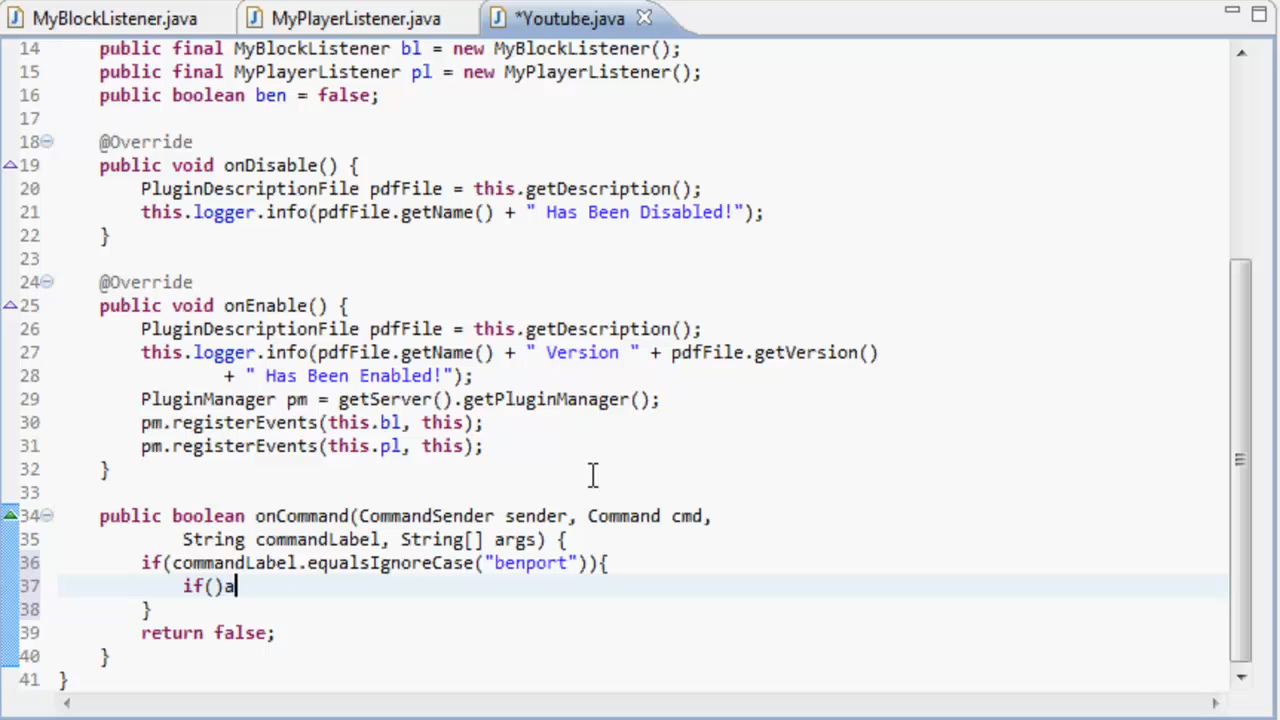 MyBlockListener.java MyPlayerListener.java *Youtube.java
14 public final MyBlockListener bl = new MyBlockListener();
15 public final MyPlayerListener pl = new MyPlayerListener();
16 public boolean ben = false;
17
18 @Override
19 public void onDisable() {
20 PluginDescriptionFile pdfFile = this.getDescription();
21 this.logger.info(pdfFile.getName() + " Has Been Disabled!");
22 }
23
24 @Override
25 public void onEnable() {
26 PluginDescriptionFile pdfFile = this.getDescription();
27 this.logger.info(pdfFile.getName() + " Version " + pdfFile.getVersion()
28 + " Has Been Enabled!");
29 PluginManager pm = getServer().getPluginManager();
30 pm.registerEvents(this.bl, this);
31 pm.registerEvents(this.pl, this);
32 }
33
34 public boolean onCommand(CommandSender sender, Command cmd,
35 String commandLabel, String[] args) {
36 if(commandLabel.equalsIgnoreCase("benport")){
37 if()a
38 }
39 return false;
40 }
41 }